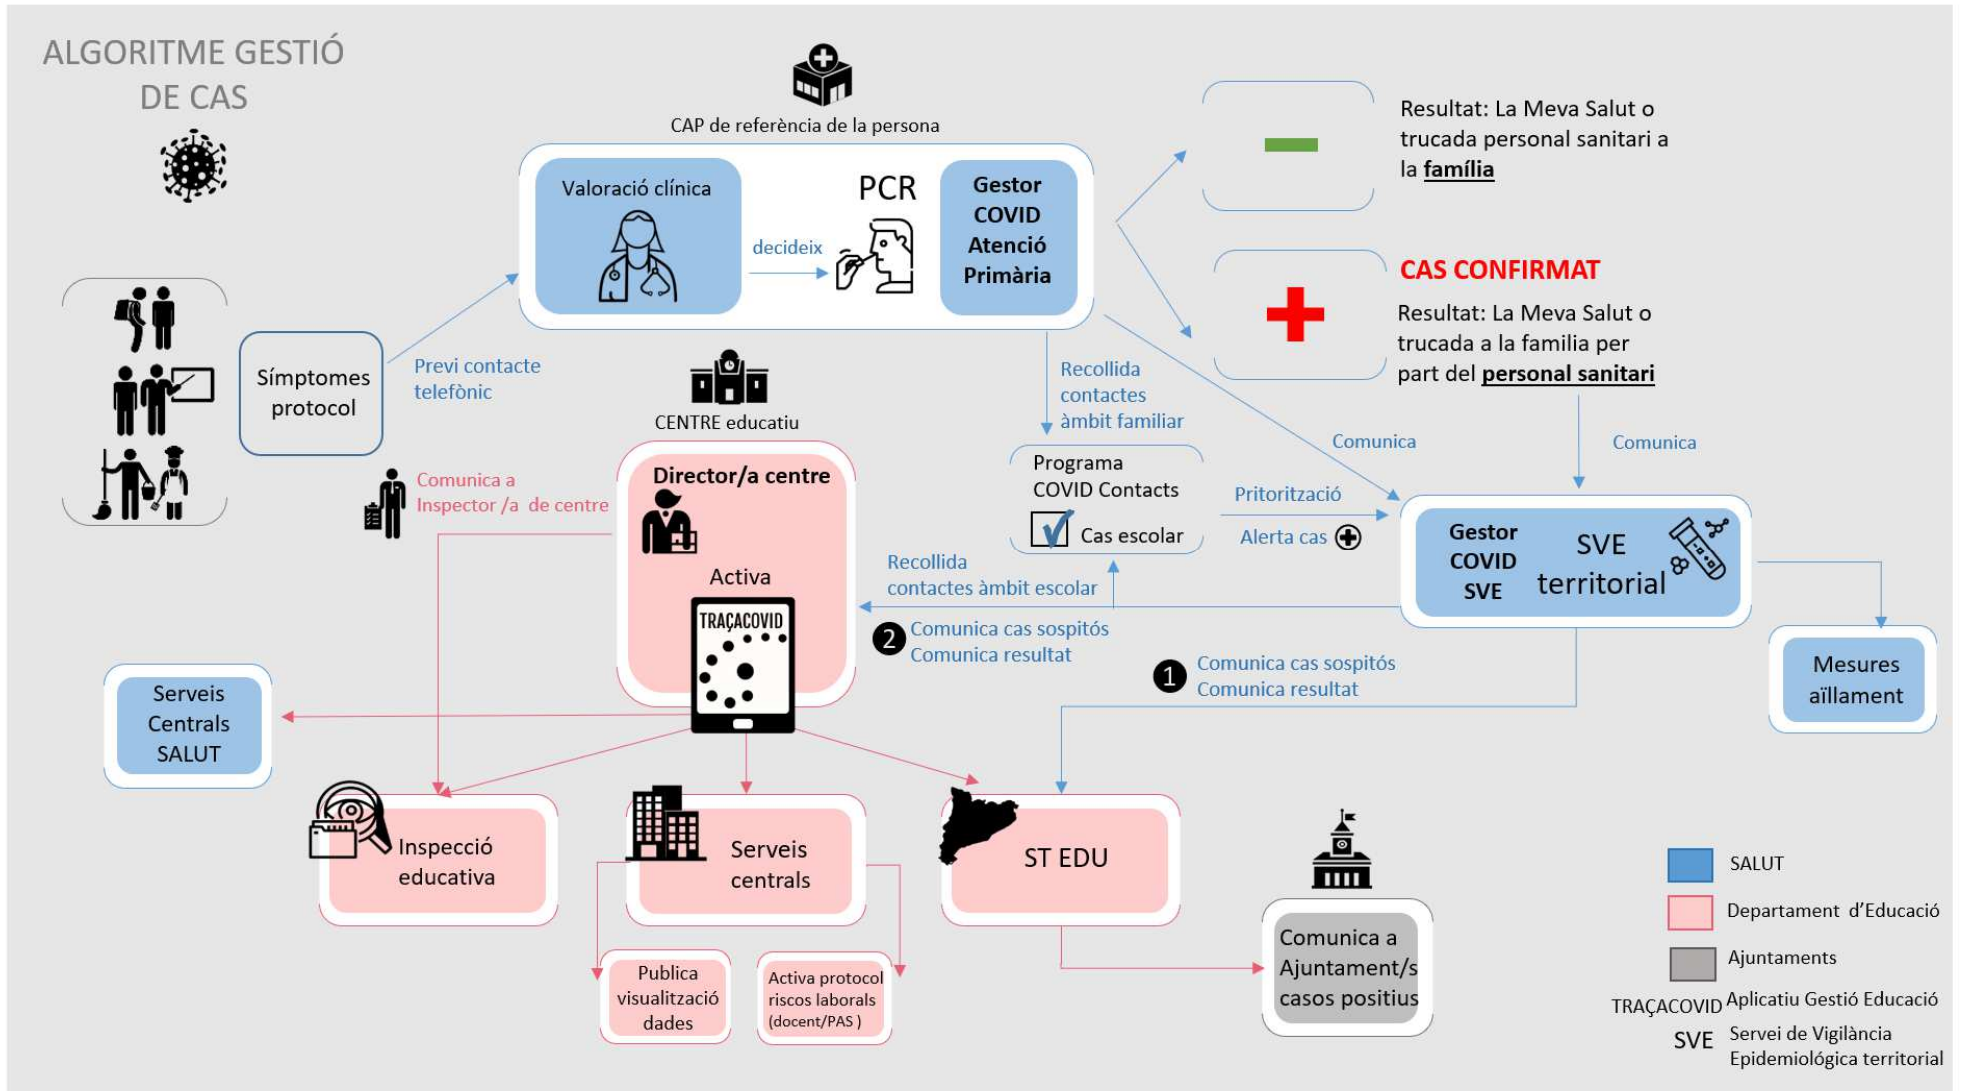 ALGORITME GESTIÓ
DE CAS
CAP de referència de la persona
Valoració clínica
decideix
PCR
Gestor
COVID
Atenció
Primària
Resultat: La Meva Salut o
trucada personal sanitari a
la família
CAS CONFIRMAT
Resultat: La Meva Salut o
trucada a la familia per
part del personal sanitari
Símptomes
protocol
Previ contacte
telefònic
CENTRE educatiu
Recollida
contactes
àmbit familiar
Comunica
Comunica
Comunica a
Inspector /a de centre
Director/a centre
Activa
TRAÇACOVID
Programa
COVID Contacts
Cas escolar
Pritorització
Alerta cas
Gestor
COVID
SVE
SVE
territorial
Recollida
contactes àmbit escolar
2
Comunica cas sospitós
Comunica resultat
1
Comunica cas sospitós
Comunica resultat
Mesures
aïllament
Serveis
Centrals
SALUT
Inspecció
educativa
Serveis
centrals
ST EDU
Publica
visualització
dades
Activa protocol
riscos laborals
(docent/PAS )
Comunica a
Ajuntament/s
casos positius
SALUT
Departament d'Educació
Ajuntaments
TRAÇACOVID Aplicatiu Gestió Educació
SVE Servei de Vigilància
Epidemiológica territorial